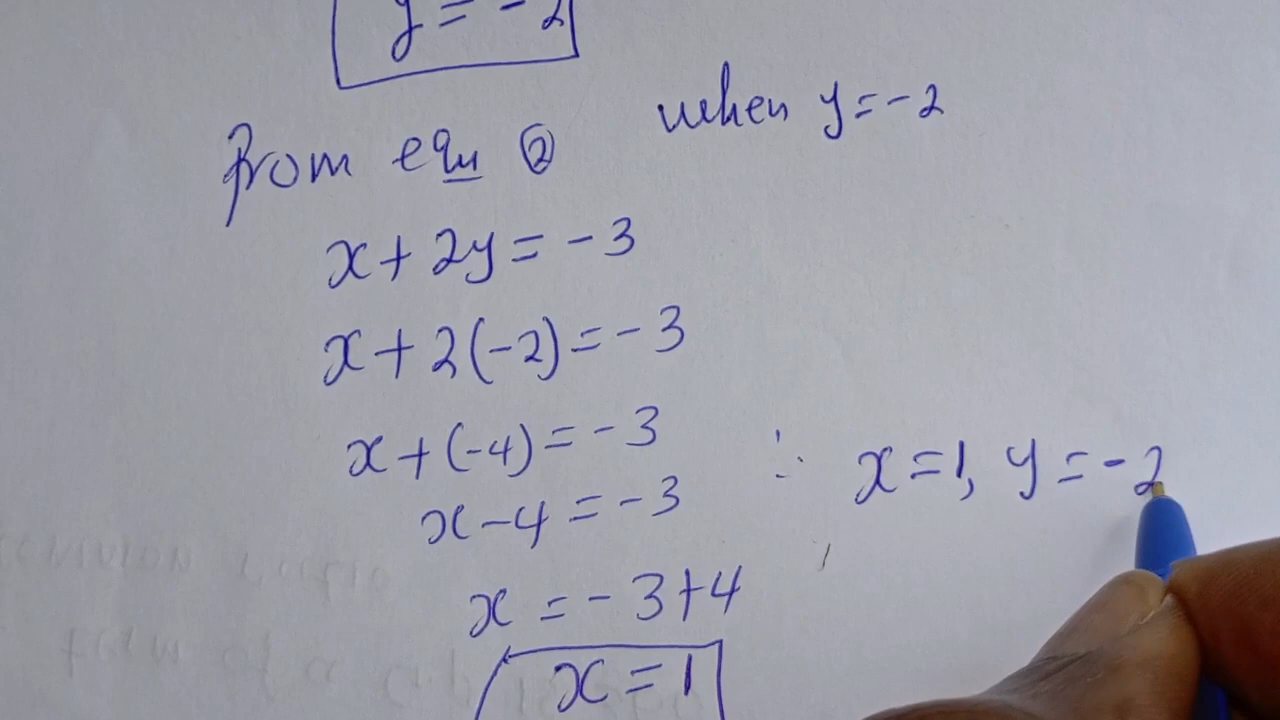 y = -2
from eqn ② when y = -2
x + 2y = -3
x + 2(-2) = -3
x + (-4) = -3
x - 4 = -3
∴ x = 1, y = -2
x = -3 + 4
x = 1